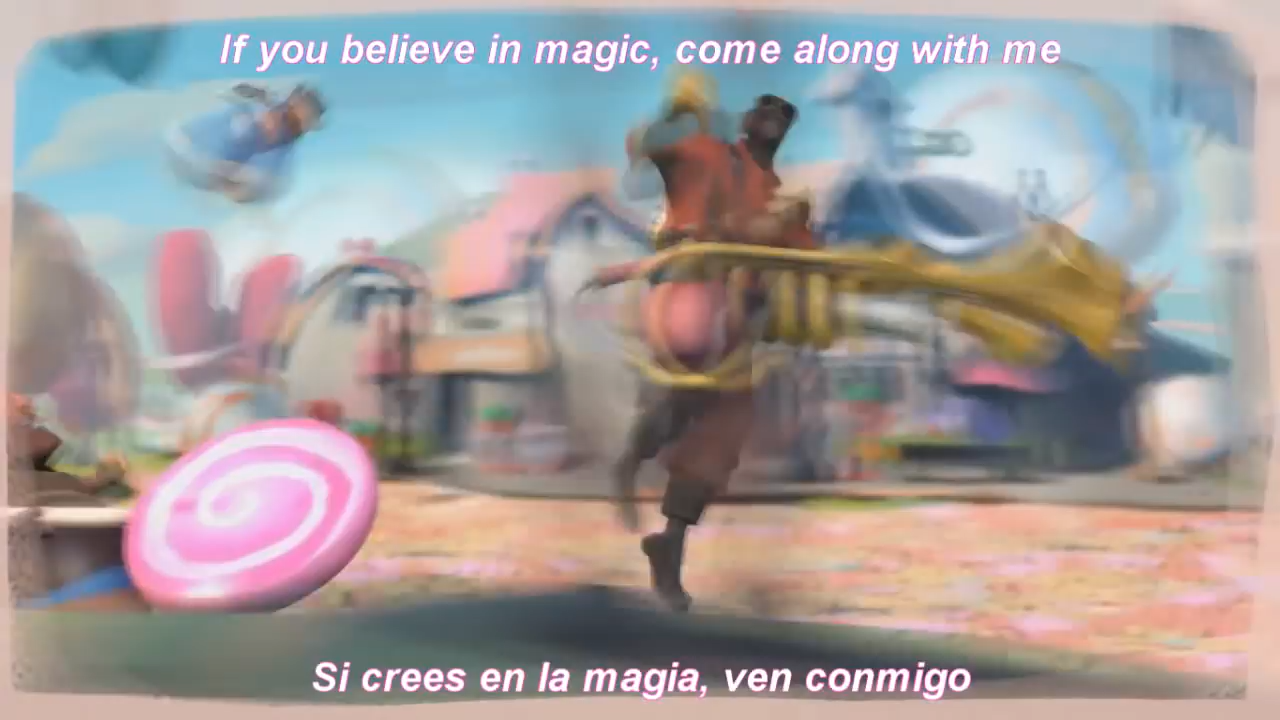 If you believe in magic, come along with me
Si crees en la magia, ven conmigo